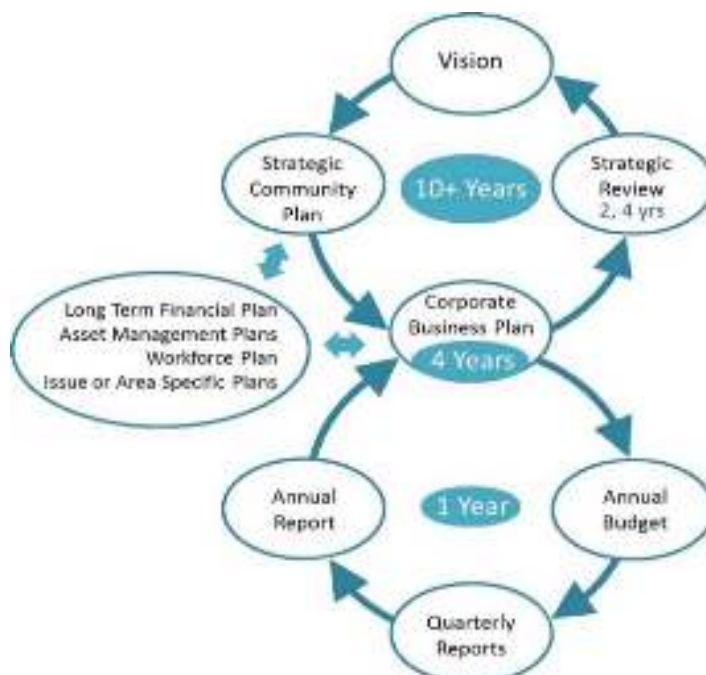 Vision
Strategic
Community
Plan
10+ Years
Strategic
Review
2, 4 yrs
Long Term Financial Plan
Asset Management Plans
Workforce Plan
Issue or Area Specific Plans
Corporate
Business Plan
4 Years
Annual
Report
1 Year
Annual
Budget
Quarterly
Reports